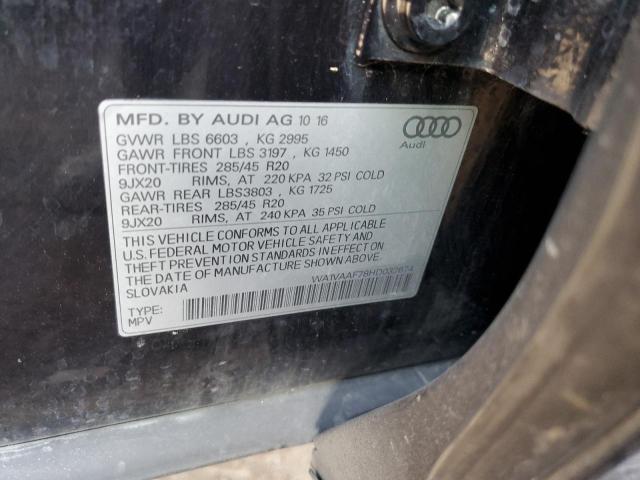 MFD. BY AUDI AG 10 16
GVWR LBS 6603 , KG 2995
GAWR FRONT LBS 3197 , KG 1450
FRONT-TIRES 285/45 R20
9JX20 RIMS, AT 220 KPA 32 PSI COLD
GAWR REAR LBS3803 , KG 1725
REAR-TIRES 285/45 R20
9JX20 RIMS, AT 240 KPA 35 PSI COLD
THIS VEHICLE CONFORMS TO ALL APPLICABLE
U.S. FEDERAL MOTOR VEHICLE SAFETY AND
THEFT PREVENTION STANDARDS IN EFFECT ON
THE DATE OF MANUFACTURE SHOWN ABOVE.
SLOVAKIA
TYPE:
MPV
Audi